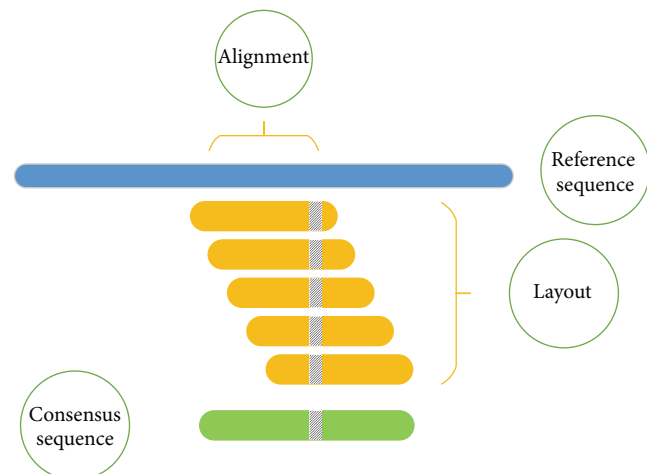 Alignment
Reference
sequence
Layout
Consensus
sequence